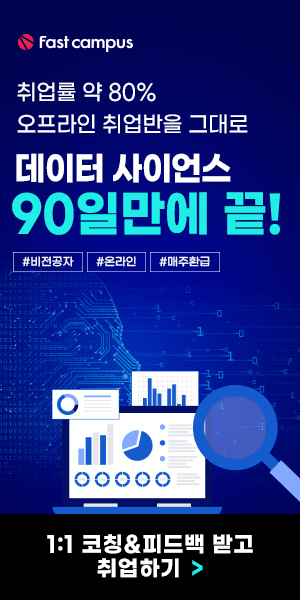 Fast campus
취업률 약 80%
오프라인 취업반을 그대로
데이터 사이언스
90일만에 끝!
#비전공자 #온라인 #매주환급
1:1 코칭&피드백 받고
취업하기 >